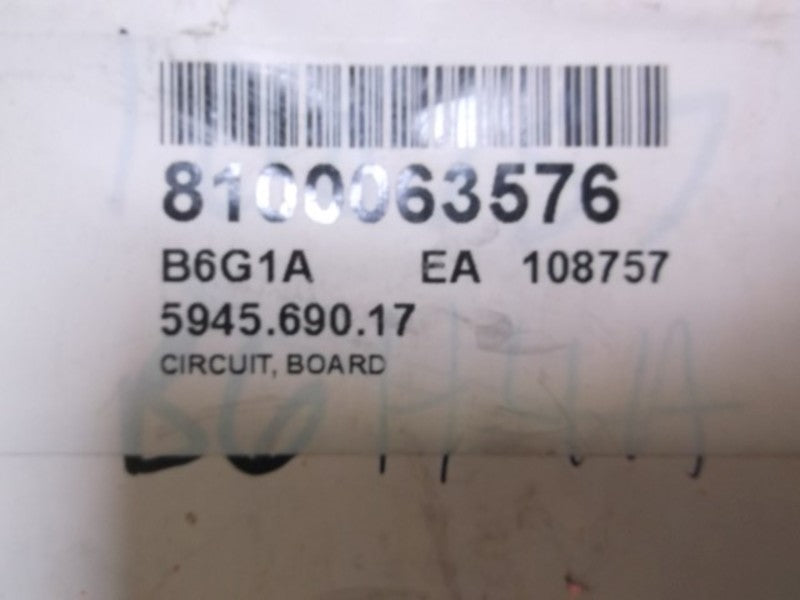 8100063576
B6G1A EA 108757
5945.690.17
CIRCUIT, BOARD